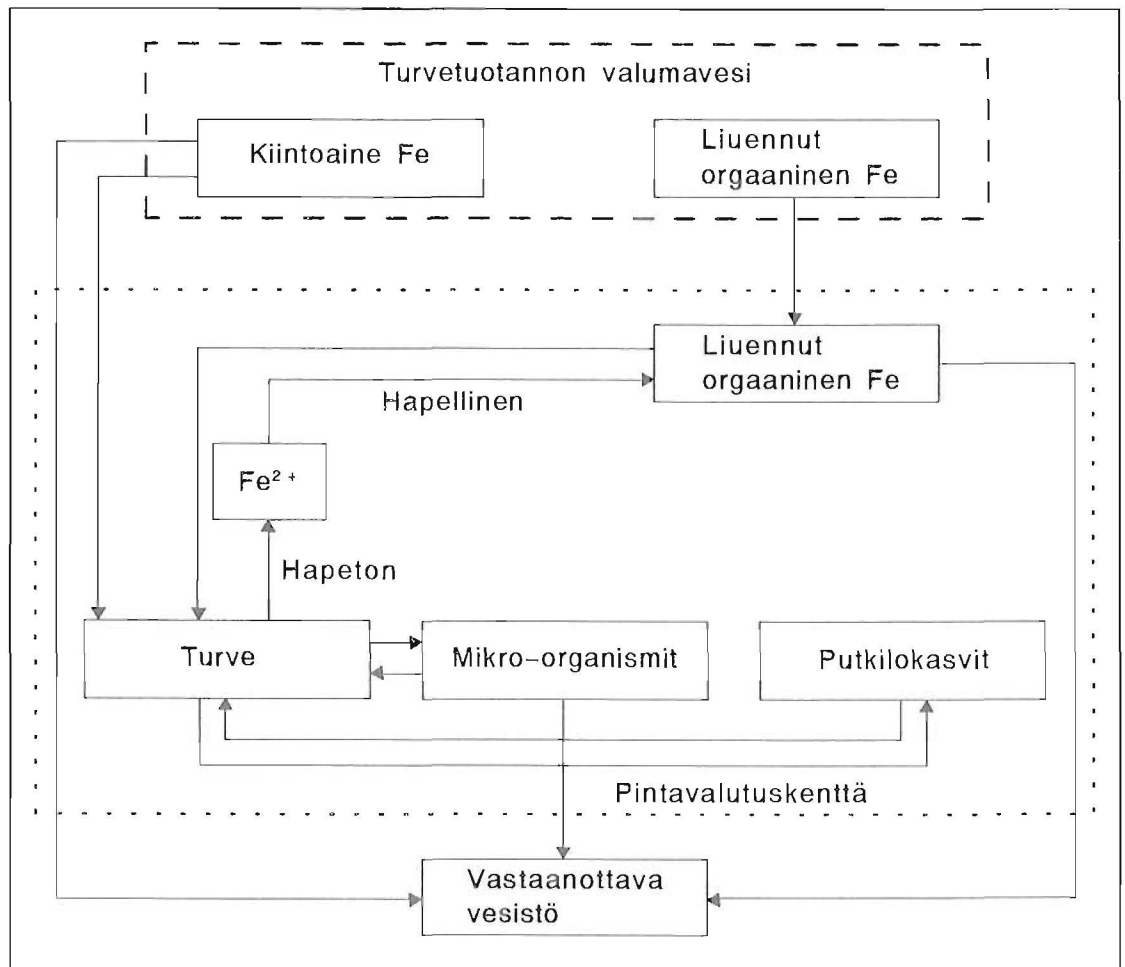 Turvetuotannon valumavesi
Kiintoaine Fe
Liuennut
orgaaninen Fe
Liuennut
orgaaninen Fe
Hapellinen
Fe²⁺
Hapeton
Turve
Mikro-organismit
Putkilokasvit
Pintavalutuskenttä
Vastaanottava
vesistö